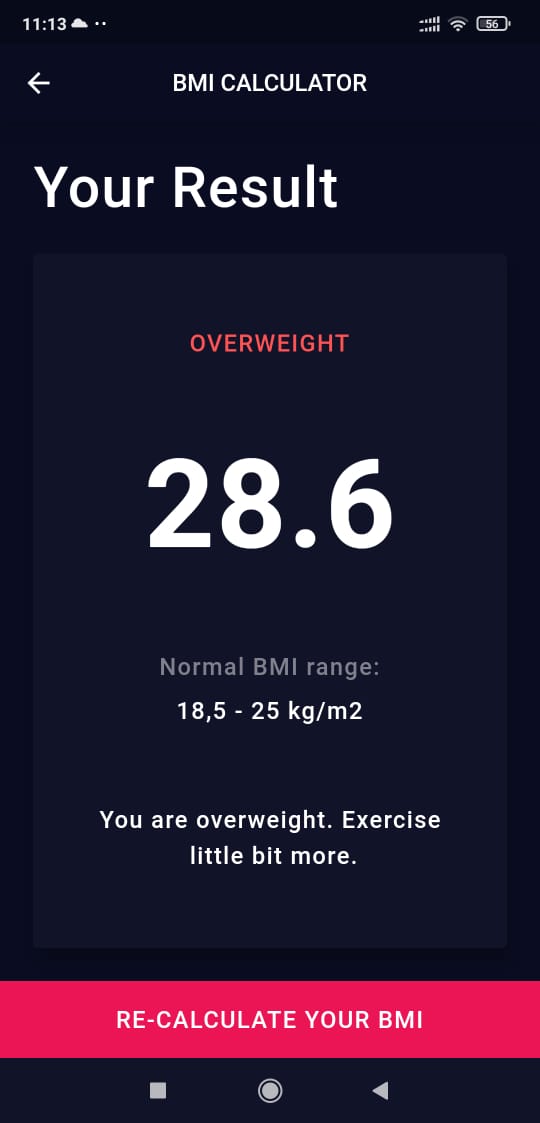 11:13
56
BMI CALCULATOR
Your Result
OVERWEIGHT
28.6
Normal BMI range:
18,5 - 25 kg/m2
You are overweight. Exercise
little bit more.
RE-CALCULATE YOUR BMI